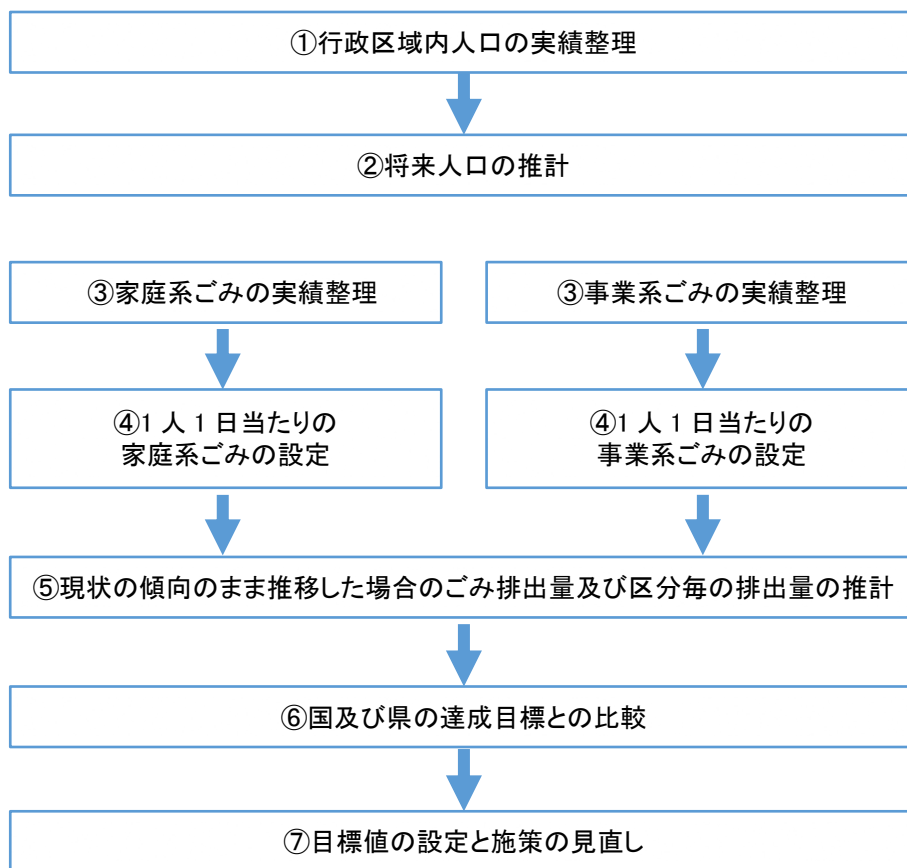 ①行政区域内人口の実績整理
②将来人口の推計
③家庭系ごみの実績整理
③事業系ごみの実績整理
④1 人 1 日当たりの
家庭系ごみの設定
④1 人 1 日当たりの
事業系ごみの設定
⑤現状の傾向のまま推移した場合のごみ排出量及び区分毎の排出量の推計
⑥国及び県の達成目標との比較
⑦目標値の設定と施策の見直し